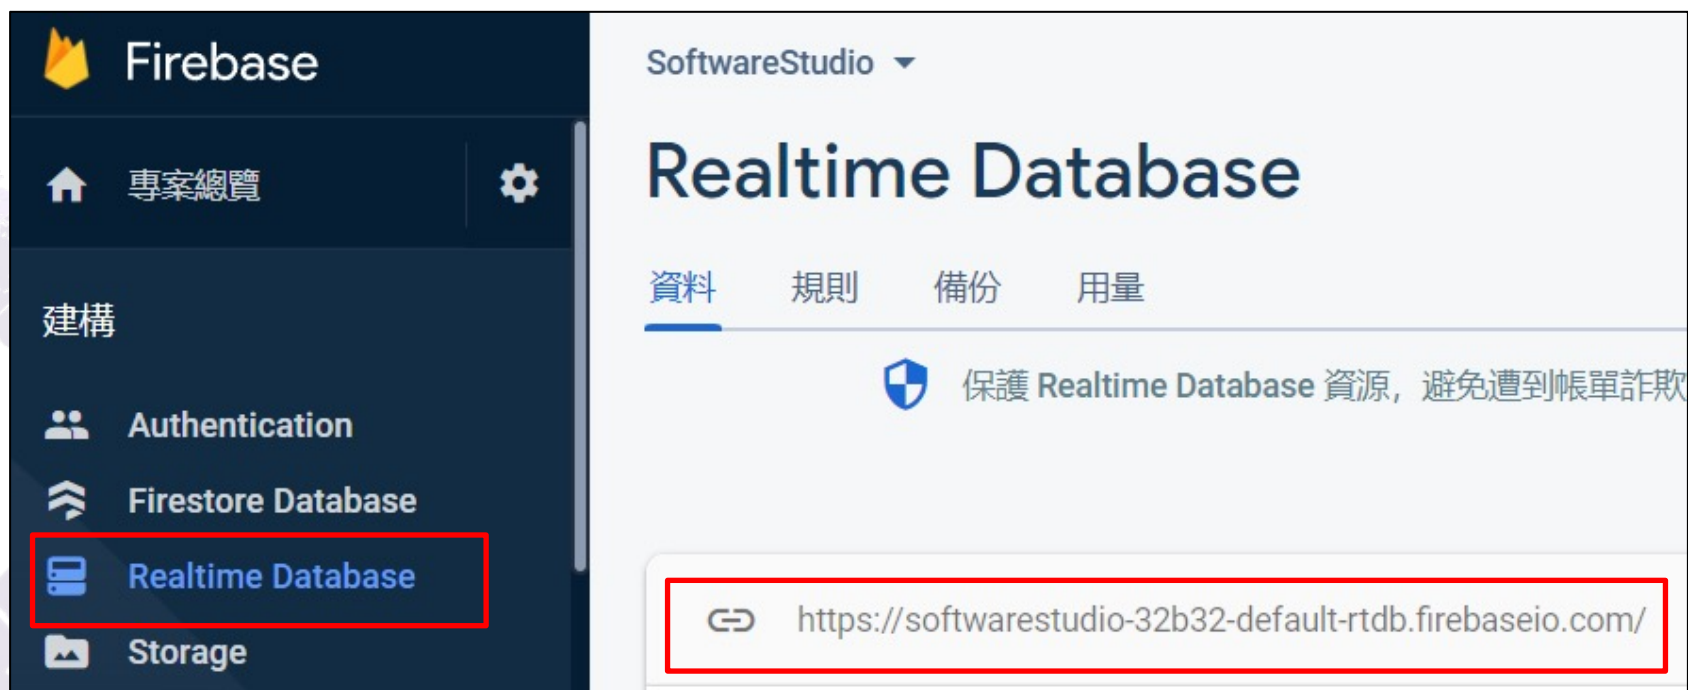 Firebase
專案總覽
建構
Authentication
Firestore Database
Realtime Database
Storage
SoftwareStudio
Realtime Database
資料 規則 備份 用量
保護 Realtime Database 資源，避免遭到帳單詐欺
https://softwarestudio-32b32-default-rtdb.firebaseio.com/